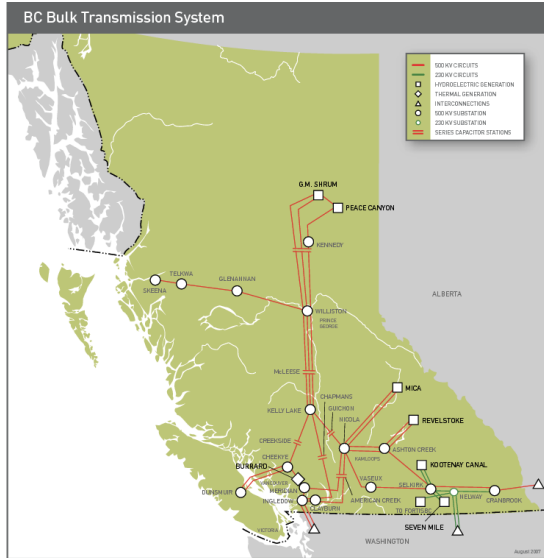 BC Bulk Transmission System
500 KV CIRCUITS
230 KV CIRCUITS
HYDROELECTRIC GENERATION
THERMAL GENERATION
INTERCONNECTIONS
500 KV SUBSTATION
230 KV SUBSTATION
SERIES CAPACITOR STATIONS
G.M. SHRUM
PEACE CANYON
KENNEDY
TELKWA
GLENANNAN
SKEENA
ALBERTA
WILLISTON
PRINCE
GEORGE
McLEESE
MICA
CHAPMANS
GUICHON
KELLY LAKE
NICOLA
REVELSTOKE
CREEKSIDE
ASHTON CREEK
KAMLOOPS
CHEEKYE
BURRARD
KOOTENAY CANAL
VANCOUVER
MERIDIAN
VASEUX
SELKIRK
DUNSMUIR
INGLEDOW
AMERICAN CREEK
NELWAY
CRANBROOK
CLAYBURN
TO FORTISBC
SEVEN MILE
VICTORIA
WASHINGTON
August 2007